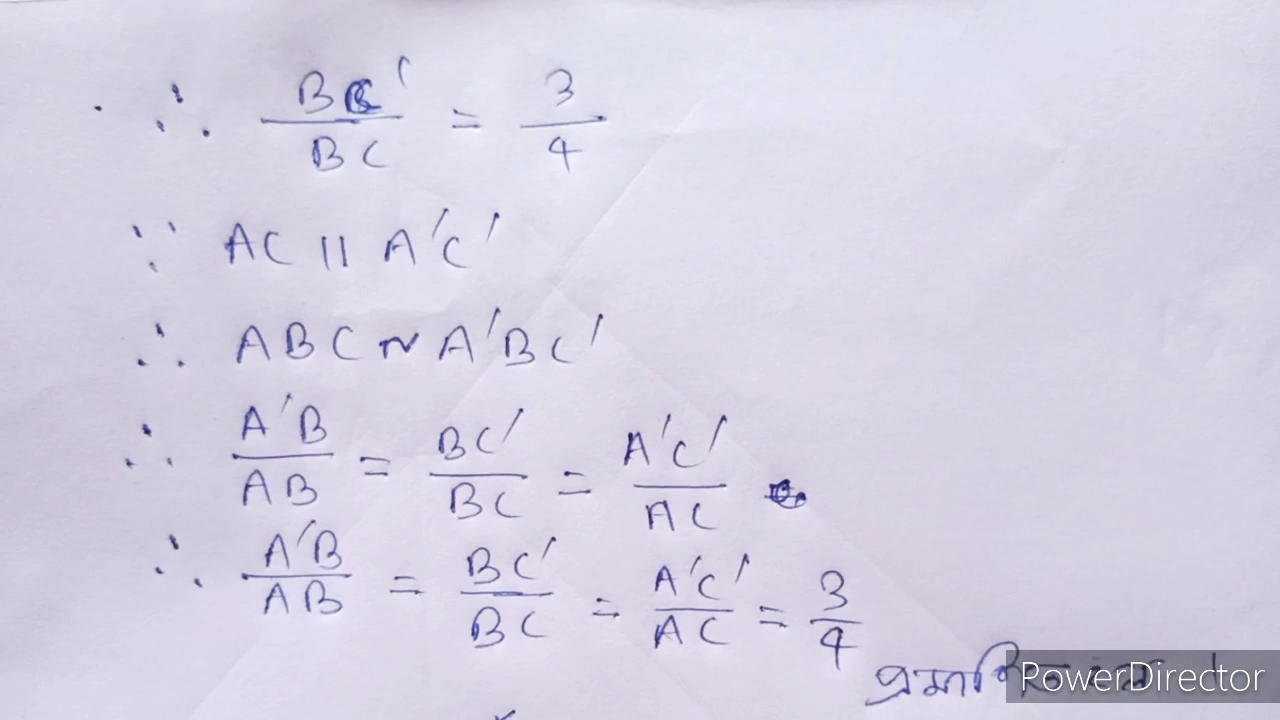 ∴ BC'/BC = 3/4
∵ AC || A'C'
∴ ABC ~ A'BC'
∴ A'B/AB = BC'/BC = A'C'/AC
∴ A'B/AB = BC'/BC = A'C'/AC = 3/4
PowerDirector